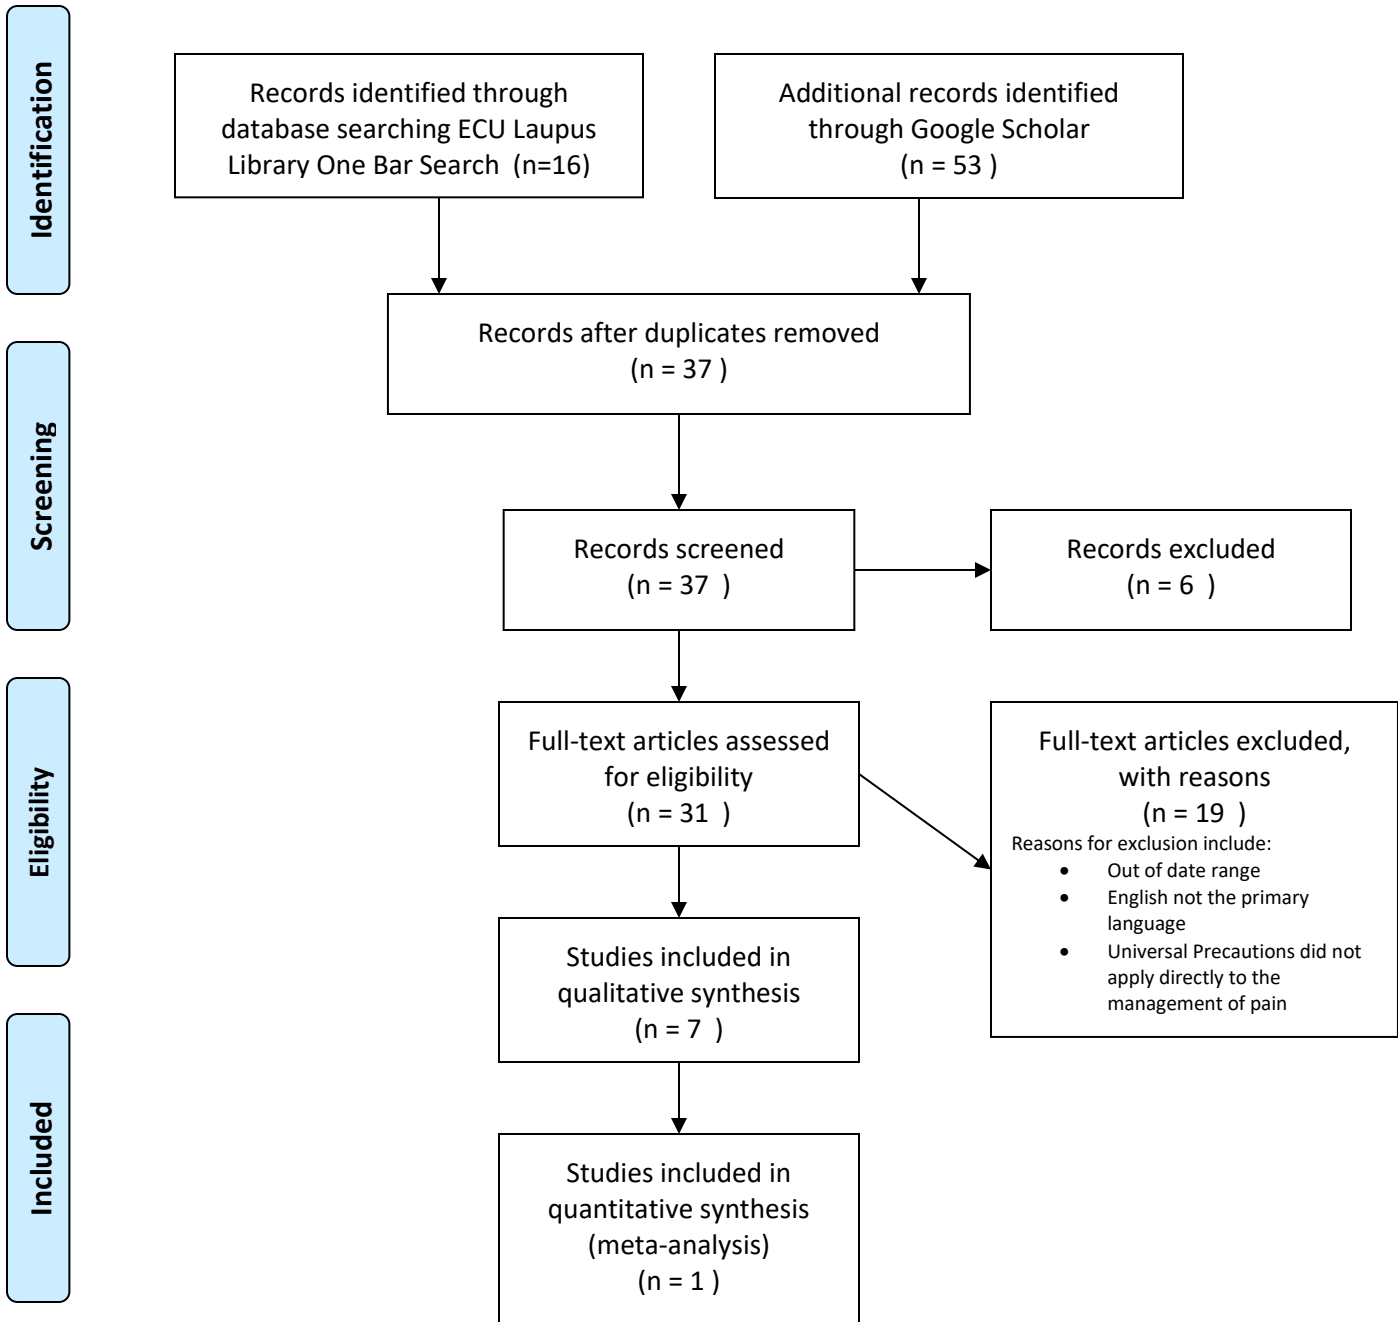 Identification
Records identified through
database searching ECU Laupus
Library One Bar Search (n=16)
Additional records identified
through Google Scholar
(n = 53 )
Records after duplicates removed
(n = 37 )
Screening
Records screened
(n = 37 )
Records excluded
(n = 6 )
Eligibility
Full-text articles assessed
for eligibility
(n = 31 )
Full-text articles excluded,
with reasons
(n = 19 )
Reasons for exclusion include:
• Out of date range
• English not the primary
language
• Universal Precautions did not
apply directly to the
management of pain
Studies included in
qualitative synthesis
(n = 7 )
Included
Studies included in
quantitative synthesis
(meta-analysis)
(n = 1 )